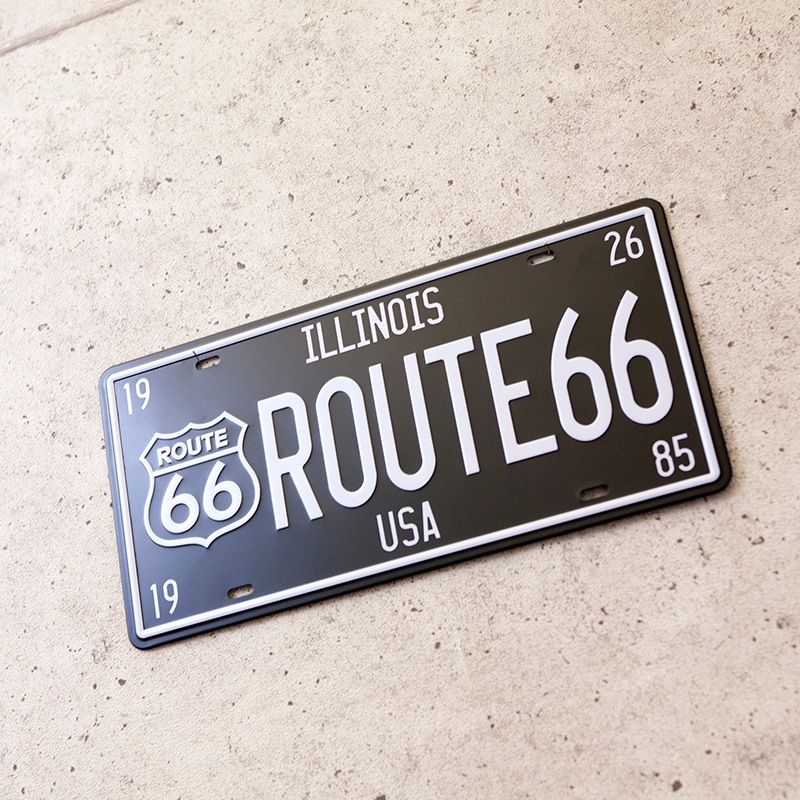 19 ILLINOIS 26
ROUTE
66
ROUTE66
19 USA 85